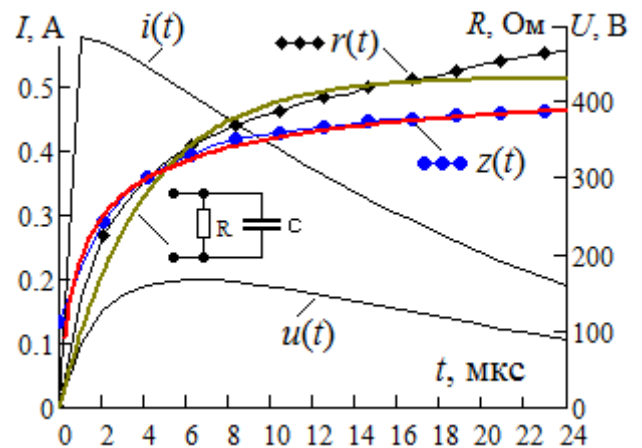 I, А i(t) R, Ом U, В
r(t)
0.5 400
0.4 z(t) 300
0.3 R C 200
0.2
u(t) 100
0.1 t, мкс
0 0
0 2 4 6 8 10 12 14 16 18 20 22 24